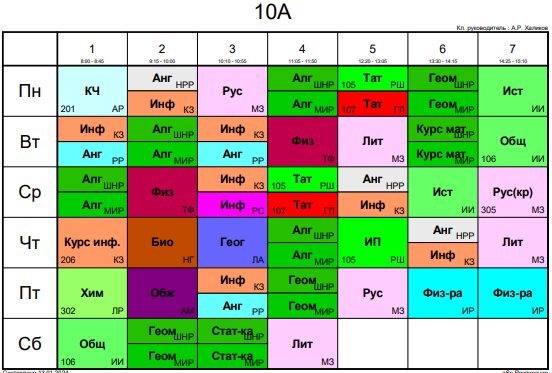 10А
Кл. руководитель : А.Р. Халиков
1 2 3 4 5 6 7
8:00 - 8:45 9:15 - 10:00 10:10 - 10:55 11:05 - 11:50 12:20 - 13:05 13:30 - 14:15 14:25 - 15:10
Пн
КЧ 201 АР
Анг НРР
Инф КЗ
Рус МЗ
Алг ШНР
Алг МИР
105 Тат РШ
107 Тат ГЛ
Геом ШНР
Геом МИР
Ист ИИ
Вт
Инф КЗ
Анг РР
Алг ШНР
Алг МИР
Инф КЗ
Анг РР
Физ ТФ
Лит МЗ
Курс мат ШНР
Курс мат МИР
Общ 106 ИИ
Ср
Алг ШНР
Алг МИР
Физ ТФ
Инф КЗ
Инф РС
105 Тат РШ
107 Тат ГЛ
Анг НРР
Инф КЗ
Ист ИИ
Рус(кр) 305 МЗ
Чт
Курс инф. 206 КЗ
Био НГ
Геог ЛА
Алг ШНР
Алг МИР
ИП 105 РШ
Анг НРР
Инф КЗ
Лит МЗ
Пт
Хим 302 ЛР
Обж АМ
Инф КЗ
Анг РР
Геом ШНР
Геом МИР
Рус МЗ
Физ-ра ИР
Физ-ра ИР
Сб
Общ 106 ИИ
Геом ШНР
Геом МИР
Стат-ка ШНР
Стат-ка МИР
Лит МЗ